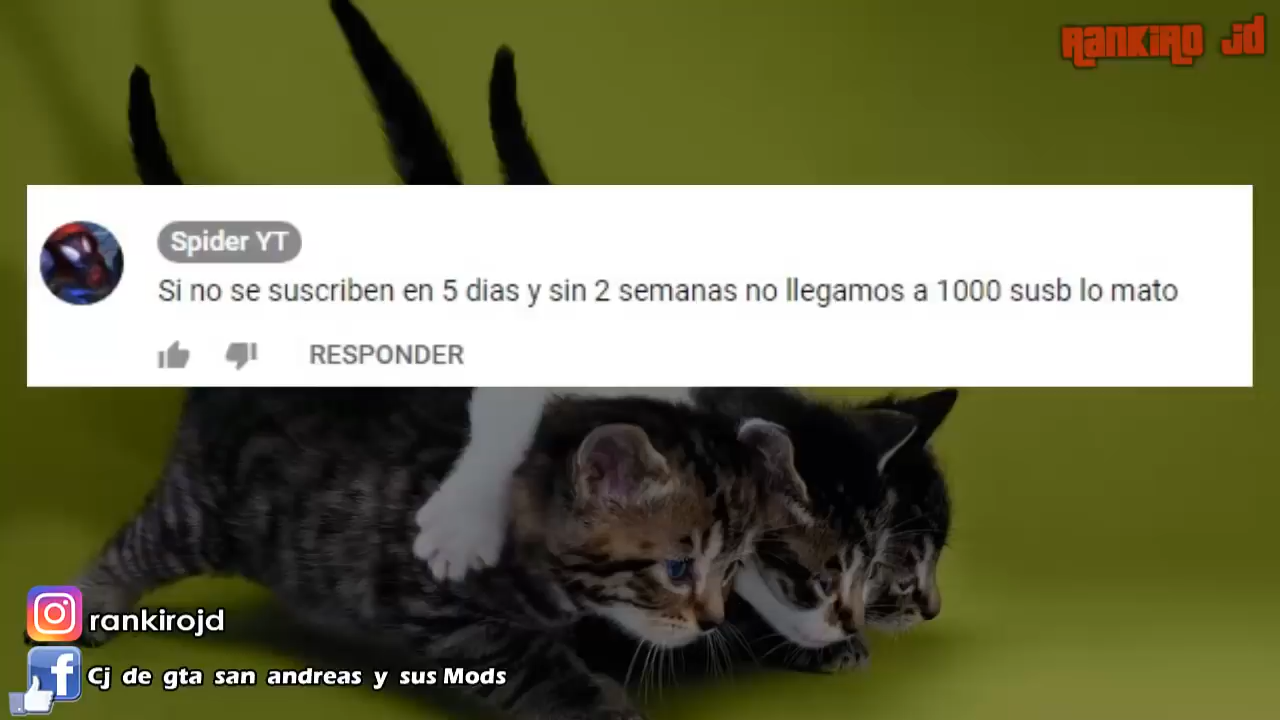 Rankiro jd
Spider YT
Si no se suscriben en 5 dias y sin 2 semanas no llegamos a 1000 susb lo mato
RESPONDER
rankirojd
Cj de gta san andreas y sus Mods